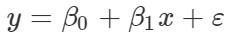 y = β₀ + β₁x + ε